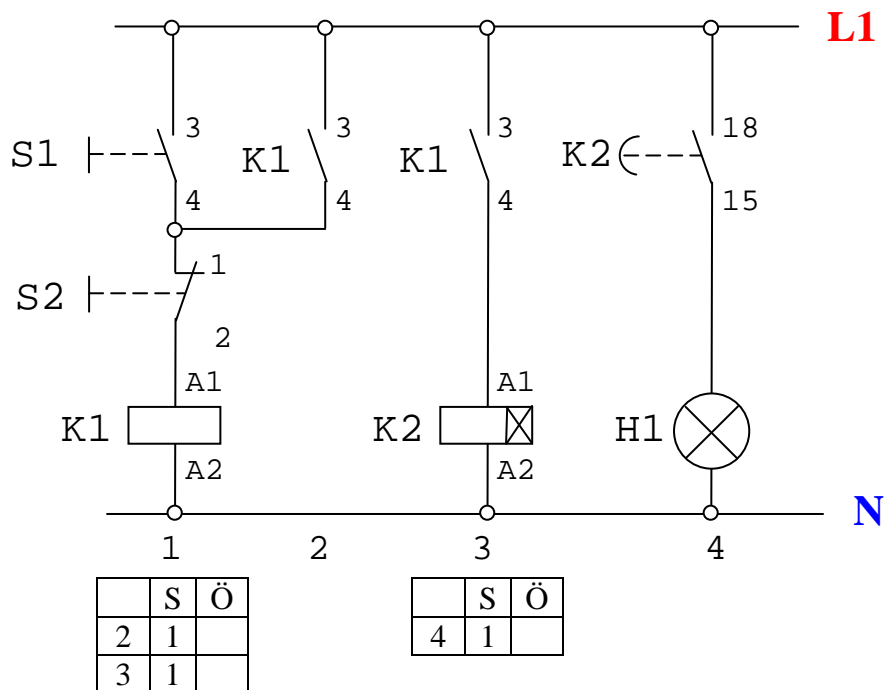 L1
3 3 3 18
S1 K1 K1 K2
4 4 4 15
1
S2
2
A1 A1
K1 K2 H1
A2 A2
N
1 2 3 4
S Ö S Ö
2 1 4 1
3 1